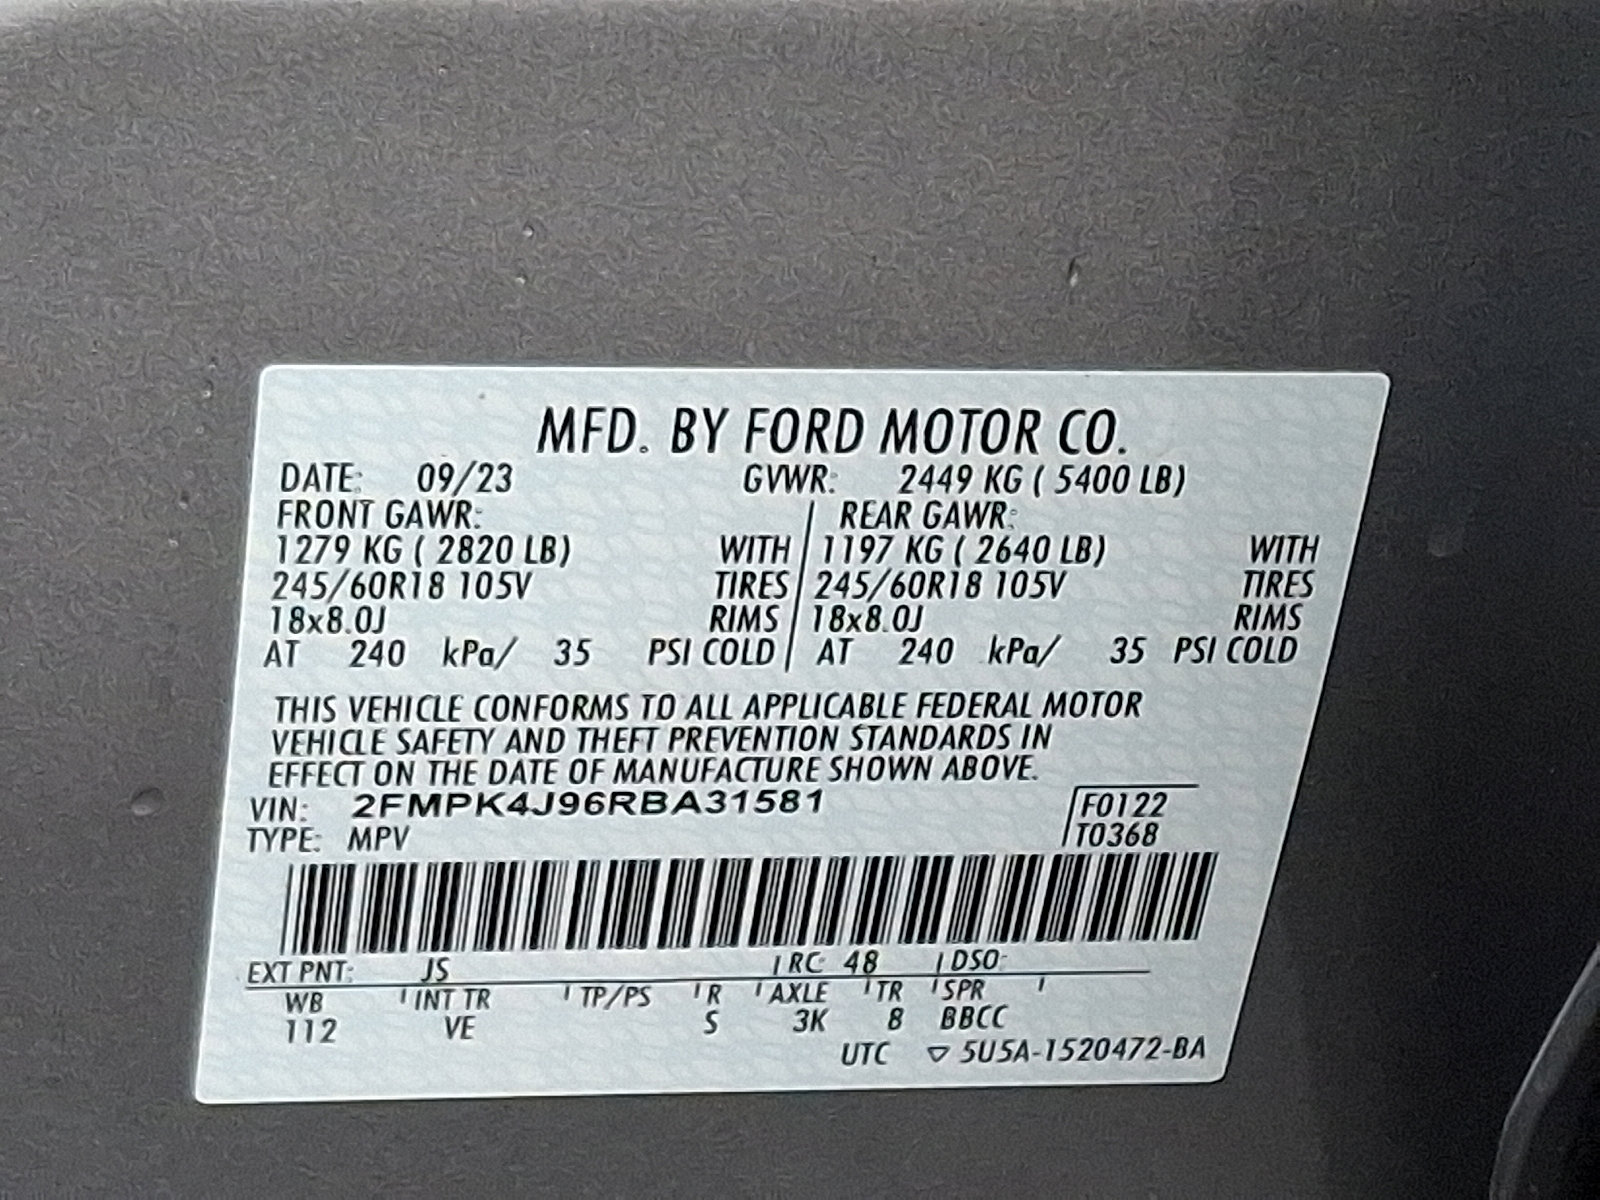 MFD. BY FORD MOTOR CO.
DATE: 09/23 GVWR: 2449 KG ( 5400 LB)
FRONT GAWR: REAR GAWR:
1279 KG ( 2820 LB) WITH 1197 KG ( 2640 LB) WITH
245/60R18 105V TIRES 245/60R18 105V TIRES
18x8.0J RIMS 18x8.0J RIMS
AT 240 kPa/ 35 PSI COLD AT 240 kPa/ 35 PSI COLD
THIS VEHICLE CONFORMS TO ALL APPLICABLE FEDERAL MOTOR
VEHICLE SAFETY AND THEFT PREVENTION STANDARDS IN
EFFECT ON THE DATE OF MANUFACTURE SHOWN ABOVE.
VIN: 2FMPK4J96RBA31581 F0122
TYPE: MPV T0368
EXT PNT: JS RC: 48 DSO:
WB INT TR TP/PS R AXLE TR SPR
112 VE S 3K 8 BBCC
UTC ▽ 5U5A-1520472-BA